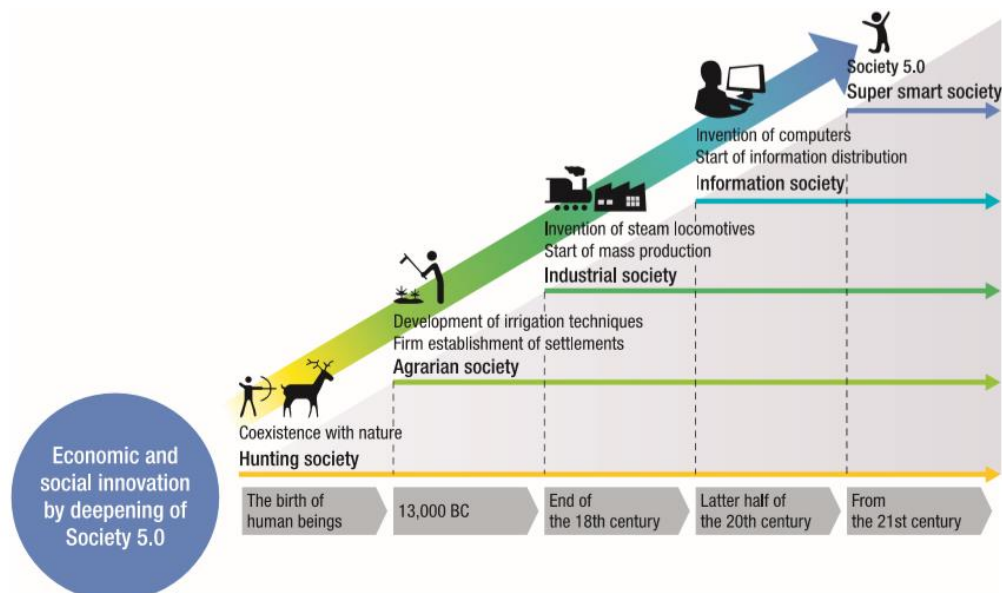 Society 5.0
Super smart society
Invention of computers
Start of information distribution
Information society
Invention of steam locomotives
Start of mass production
Industrial society
Development of irrigation techniques
Firm establishment of settlements
Agrarian society
Coexistence with nature
Hunting society
Economic and
social innovation
by deepening of
Society 5.0
The birth of
human beings
13,000 BC
End of
the 18th century
Latter half of
the 20th century
From
the 21st century